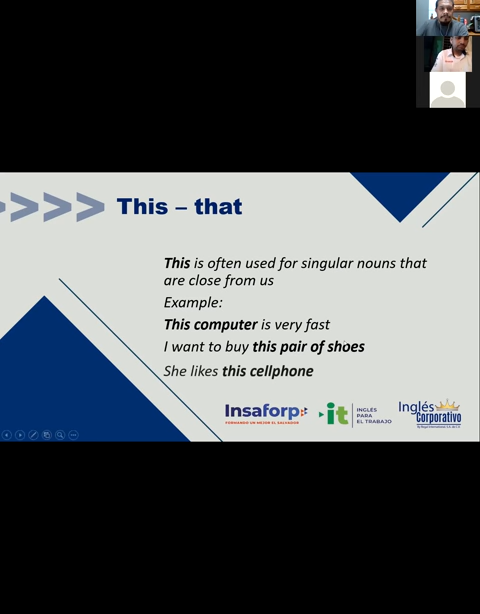 This – that
This is often used for singular nouns that
are close from us
Example:
This computer is very fast
I want to buy this pair of shoes
She likes this cellphone
Insaforp
FORMANDO UN MEJOR EL SALVADOR
it
INGLÉS
PARA
EL TRABAJO
Inglés
Corporativo